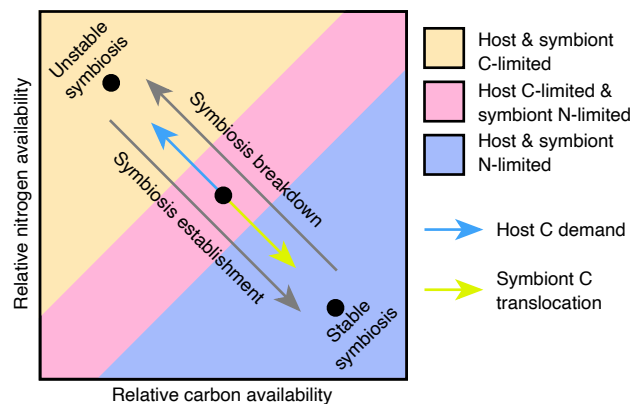 Relative nitrogen availability
Relative carbon availability
Unstable
symbiosis
Symbiosis breakdown
Symbiosis establishment
Stable
symbiosis
Host & symbiont
C-limited
Host C-limited &
symbiont N-limited
Host & symbiont
N-limited
Host C demand
Symbiont C
translocation